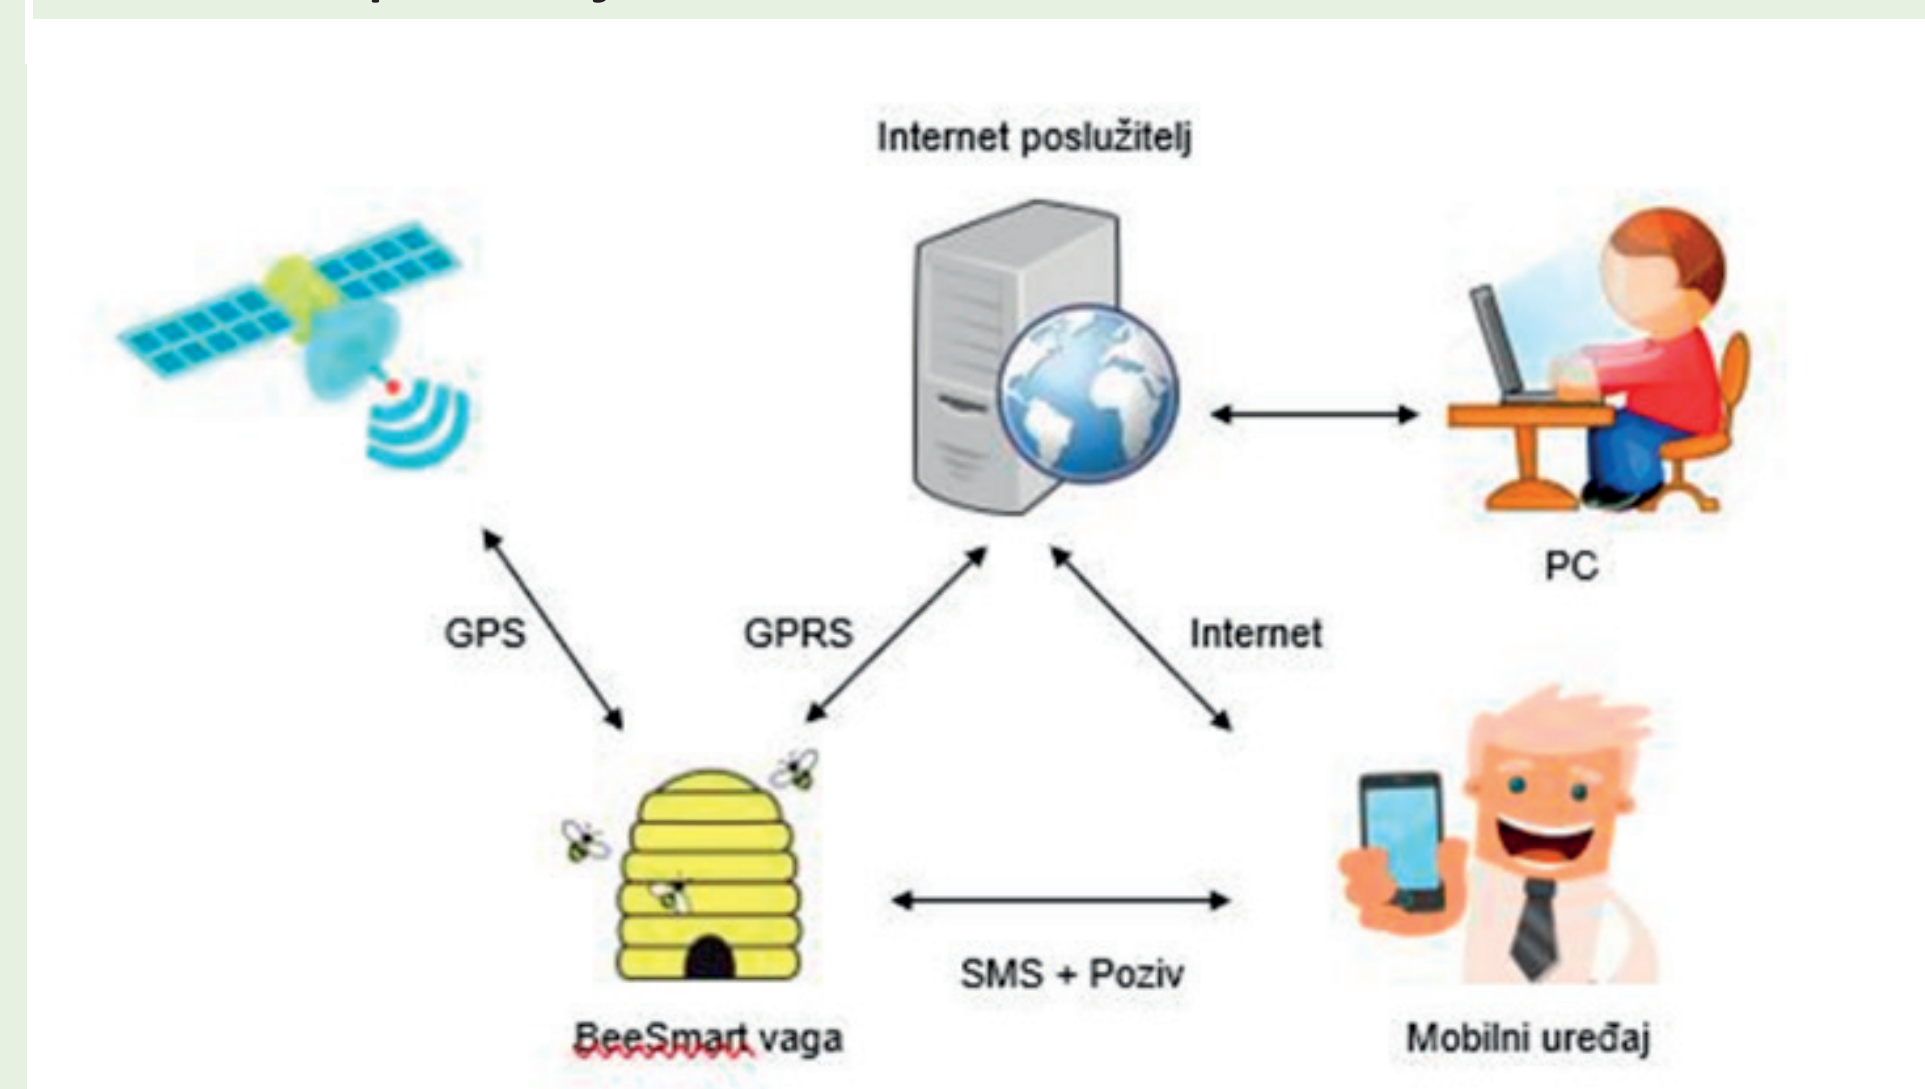 Internet poslužitelj
PC
GPS
GPRS
Internet
SMS + Poziv
BeeSmart vaga
Mobilni uređaj